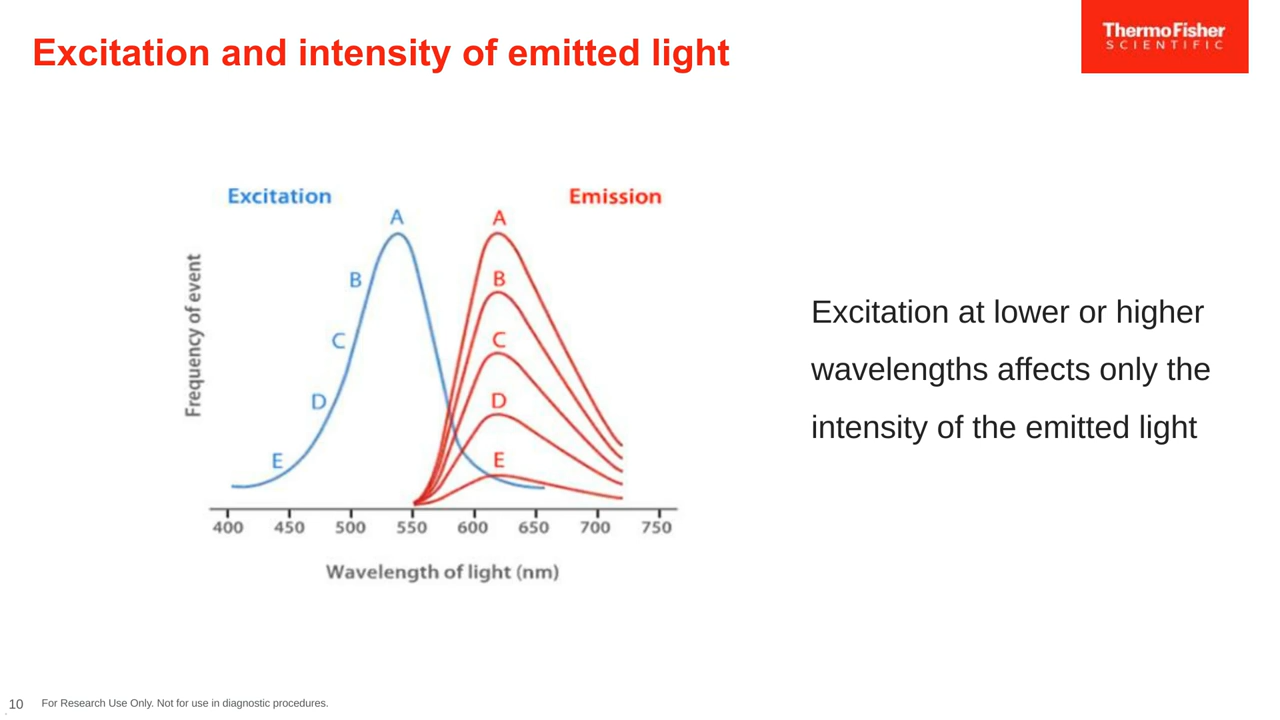 Excitation and intensity of emitted light
ThermoFisher
SCIENTIFIC
Excitation
Emission
A
A
B
B
C
C
D
D
E
E
Frequency of event
400 450 500 550 600 650 700 750
Wavelength of light (nm)
Excitation at lower or higher
wavelengths affects only the
intensity of the emitted light
10 For Research Use Only. Not for use in diagnostic procedures.